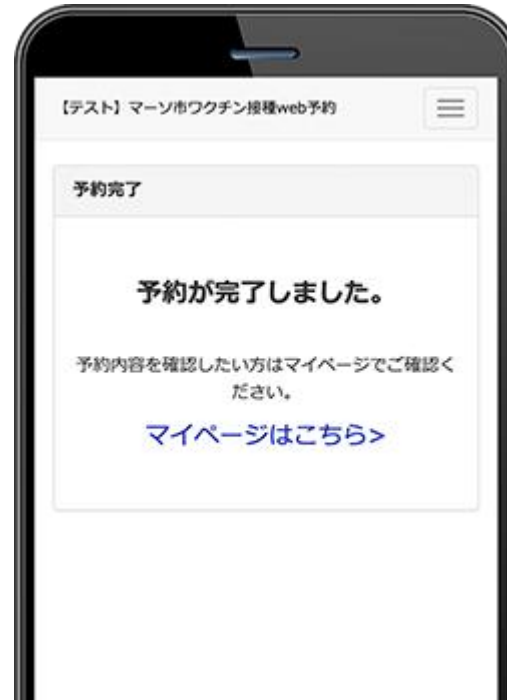 【テスト】マーソ市ワクチン接種web予約
予約完了
予約が完了しました。
予約内容を確認したい方はマイページでご確認く
ださい。
マイページはこちら>